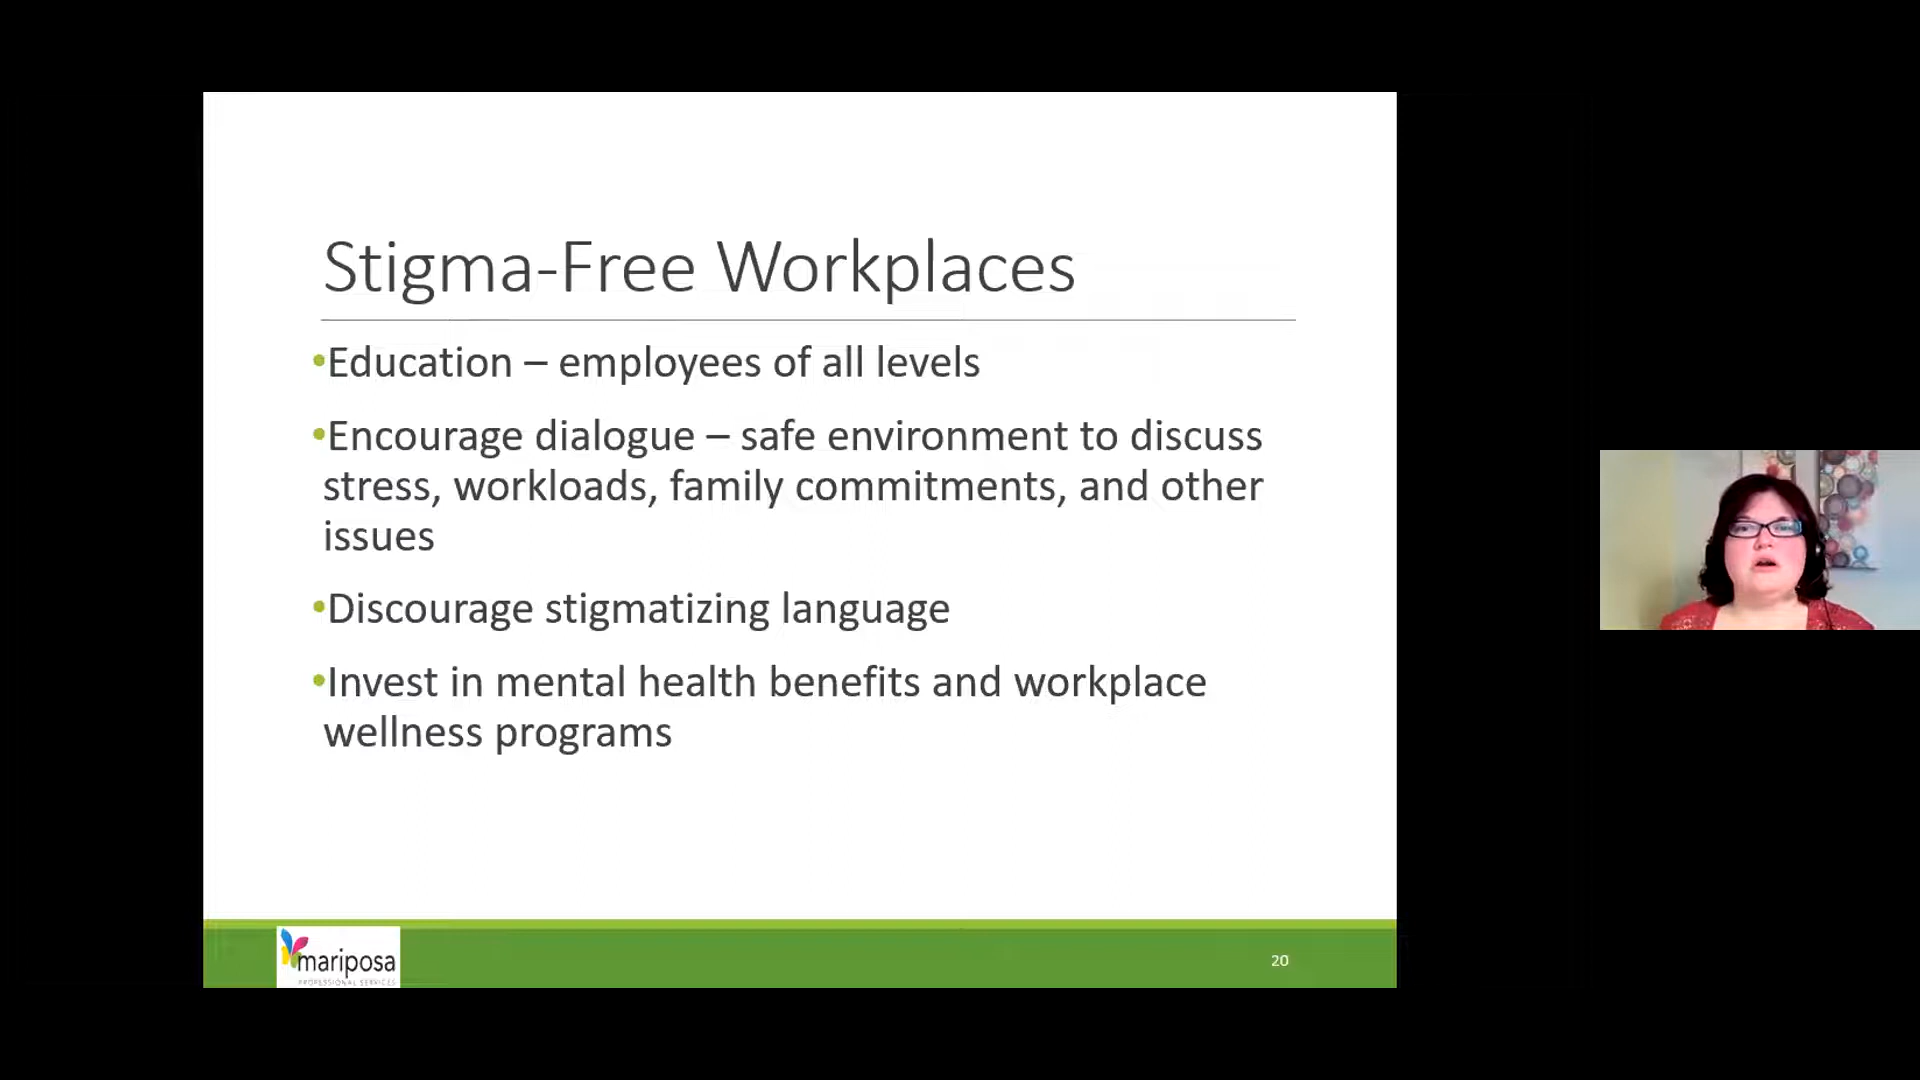 Stigma-Free Workplaces
•Education – employees of all levels
•Encourage dialogue – safe environment to discuss
stress, workloads, family commitments, and other
issues
•Discourage stigmatizing language
•Invest in mental health benefits and workplace
wellness programs
mariposa
PROFESSIONAL SERVICES
20